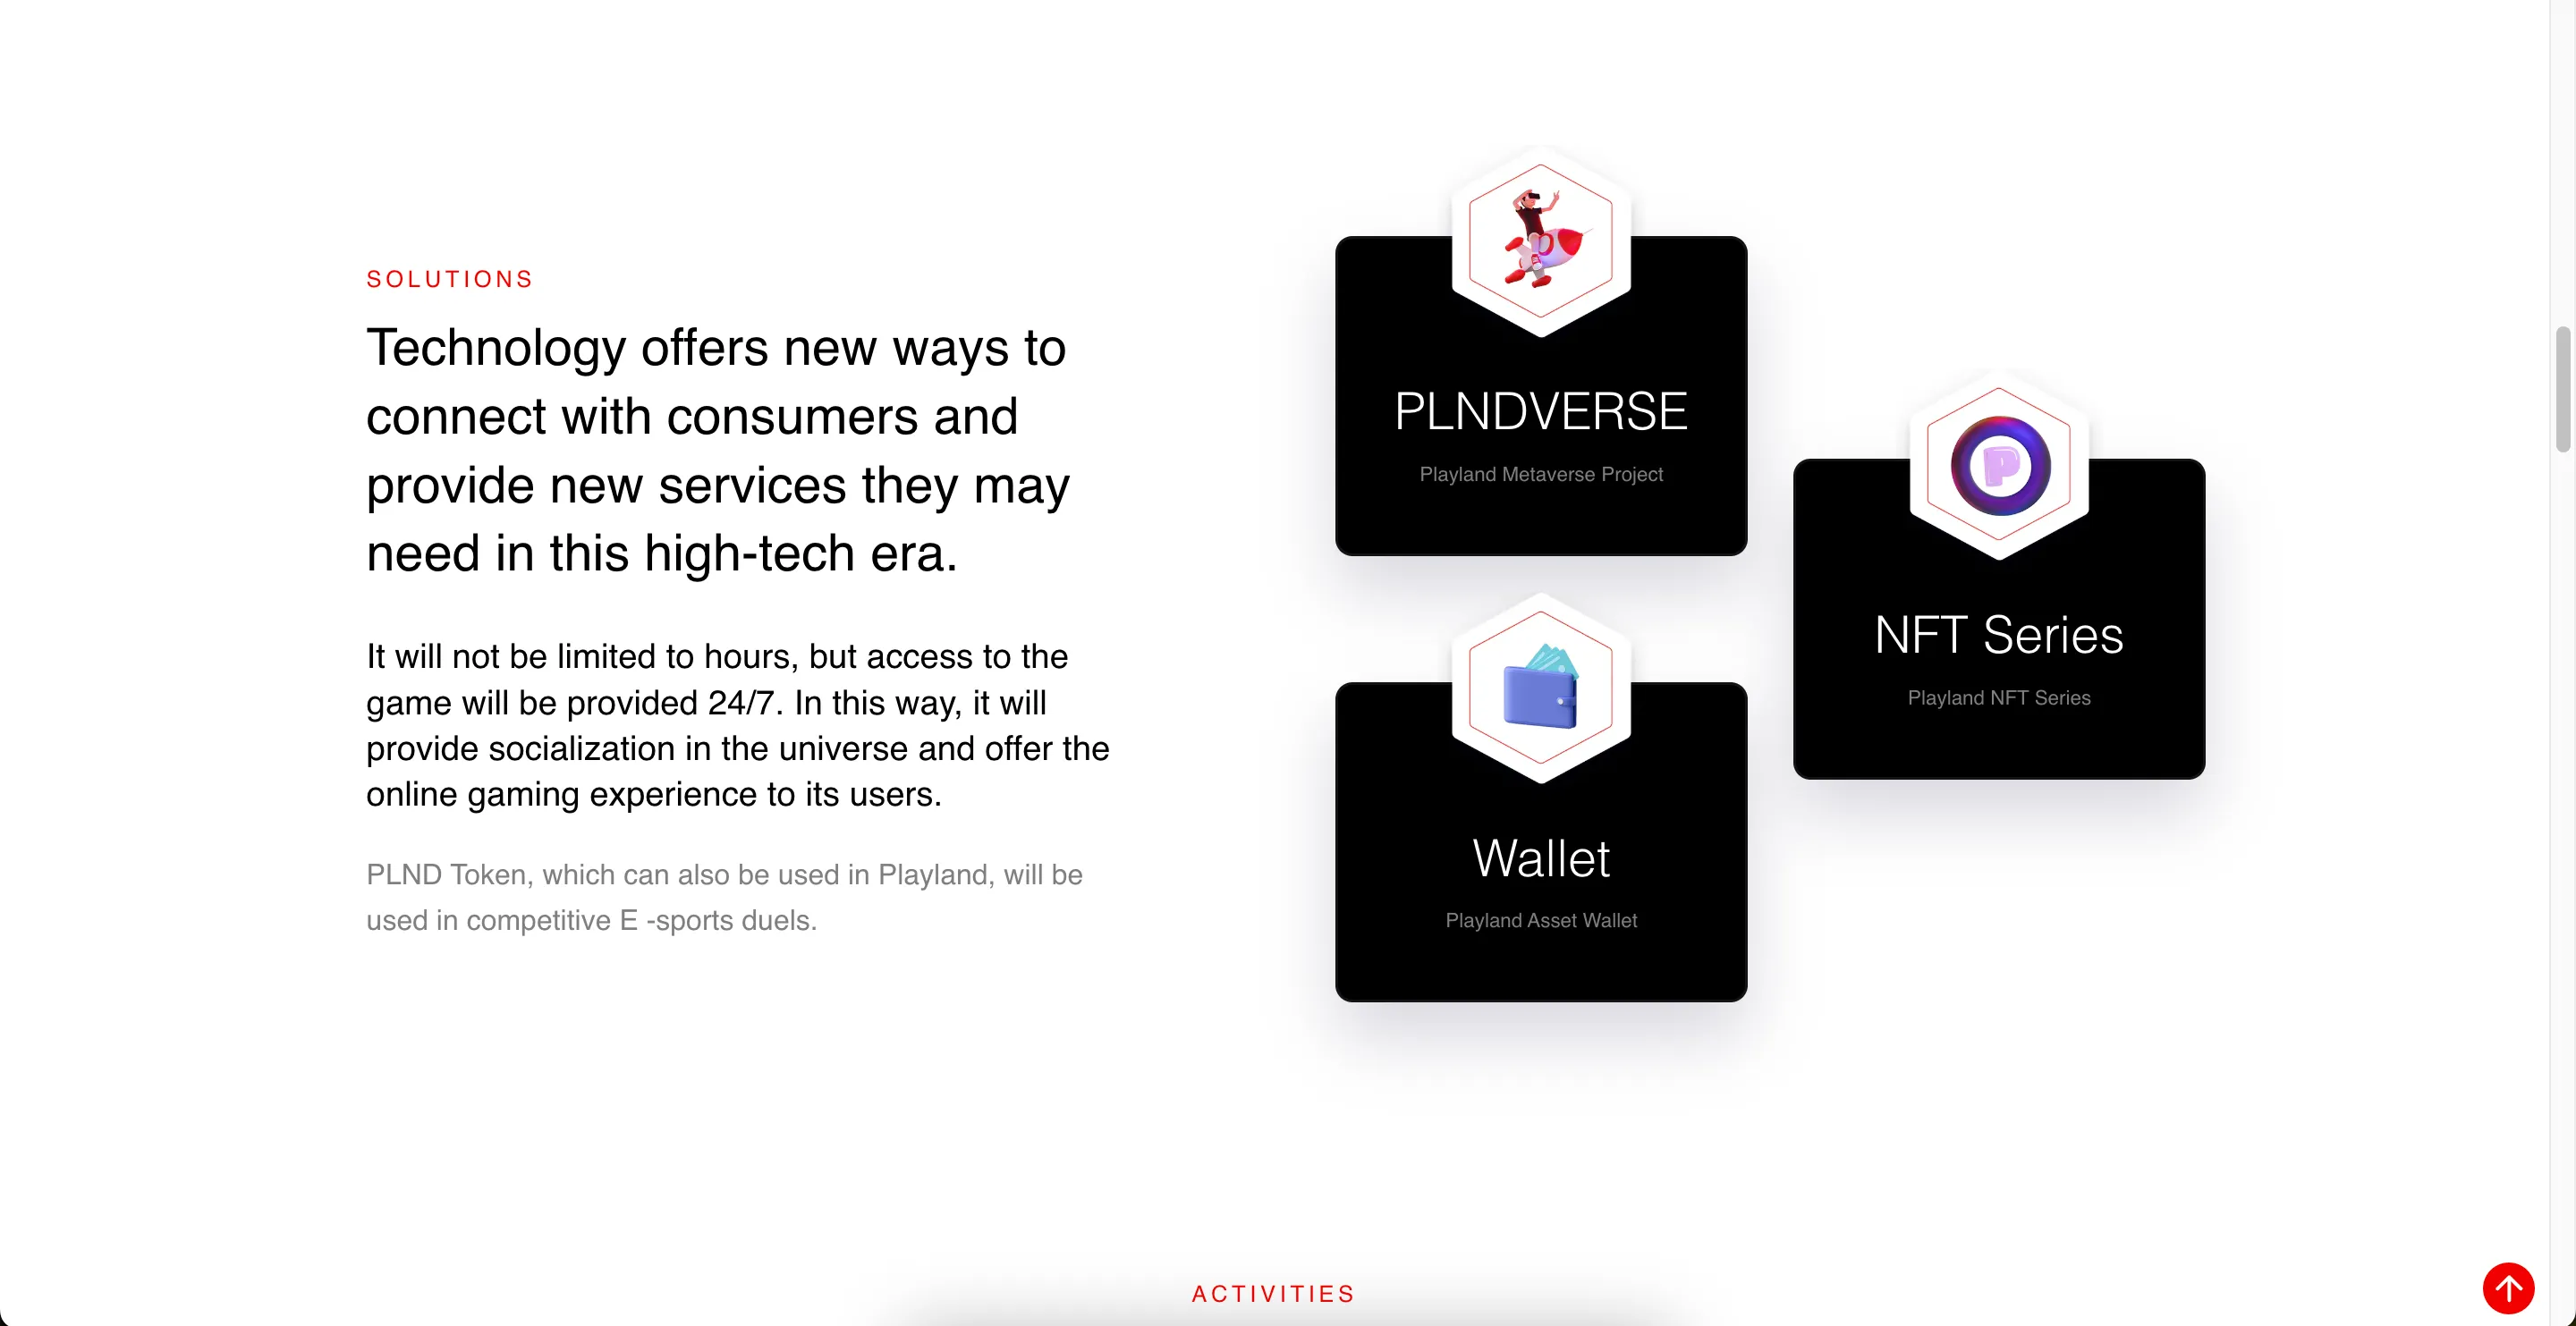 SOLUTIONS
Technology offers new ways to
connect with consumers and
provide new services they may
need in this high-tech era.
It will not be limited to hours, but access to the
game will be provided 24/7. In this way, it will
provide socialization in the universe and offer the
online gaming experience to its users.
PLND Token, which can also be used in Playland, will be
used in competitive E -sports duels.
PLNDVERSE
Playland Metaverse Project
P
NFT Series
Playland NFT Series
Wallet
Playland Asset Wallet
ACTIVITIES